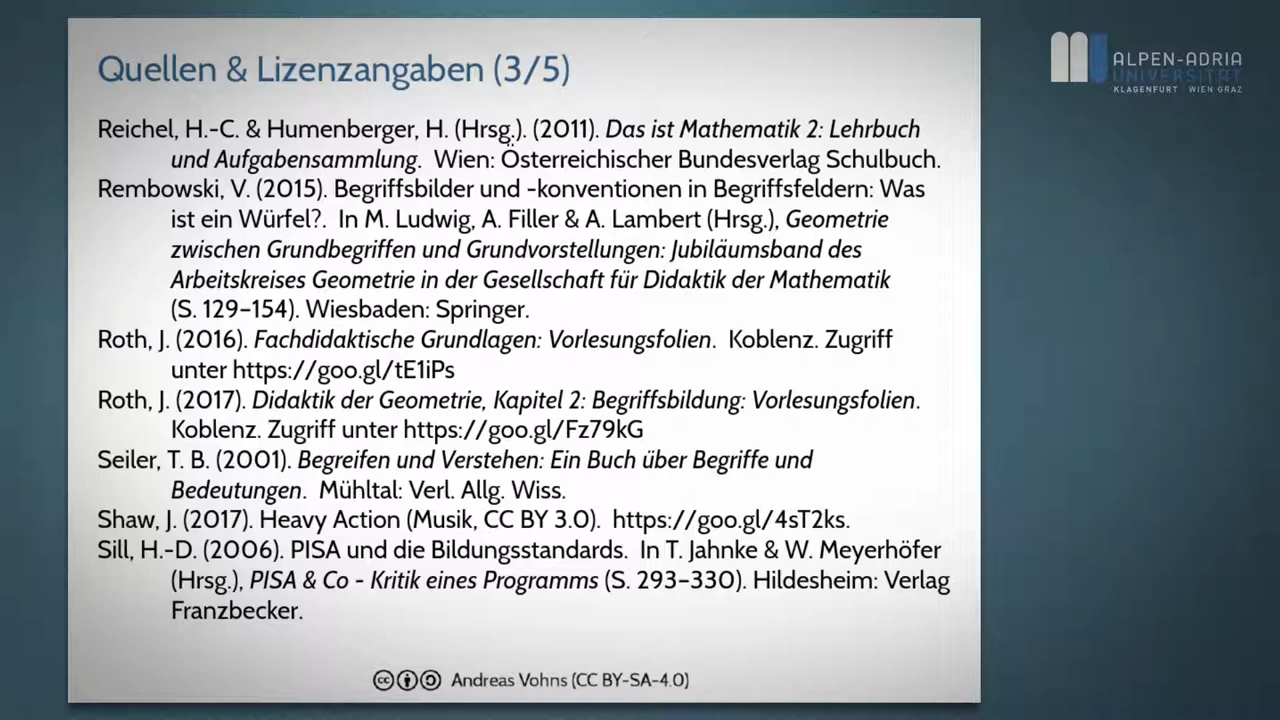 Quellen & Lizenzangaben (3/5)
ALPEN-ADRIA
UNIVERSITÄT
KLAGENFURT WIEN GRAZ
Reichel, H.-C. & Humenberger, H. (Hrsg.). (2011). Das ist Mathematik 2: Lehrbuch
und Aufgabensammlung. Wien: Österreichischer Bundesverlag Schulbuch.
Rembowski, V. (2015). Begriffsbilder und -konventionen in Begriffsfeldern: Was
ist ein Würfel?. In M. Ludwig, A. Filler & A. Lambert (Hrsg.), Geometrie
zwischen Grundbegriffen und Grundvorstellungen: Jubiläumsband des
Arbeitskreises Geometrie in der Gesellschaft für Didaktik der Mathematik
(S. 129–154). Wiesbaden: Springer.
Roth, J. (2016). Fachdidaktische Grundlagen: Vorlesungsfolien. Koblenz. Zugriff
unter https://goo.gl/tE1iPs
Roth, J. (2017). Didaktik der Geometrie, Kapitel 2: Begriffsbildung: Vorlesungsfolien.
Koblenz. Zugriff unter https://goo.gl/Fz79kG
Seiler, T. B. (2001). Begreifen und Verstehen: Ein Buch über Begriffe und
Bedeutungen. Mühltal: Verl. Allg. Wiss.
Shaw, J. (2017). Heavy Action (Musik, CC BY 3.0). https://goo.gl/4sT2ks.
Sill, H.-D. (2006). PISA und die Bildungsstandards. In T. Jahnke & W. Meyerhöfer
(Hrsg.), PISA & Co - Kritik eines Programms (S. 293–330). Hildesheim: Verlag
Franzbecker.
Andreas Vohns (CC BY-SA-4.0)